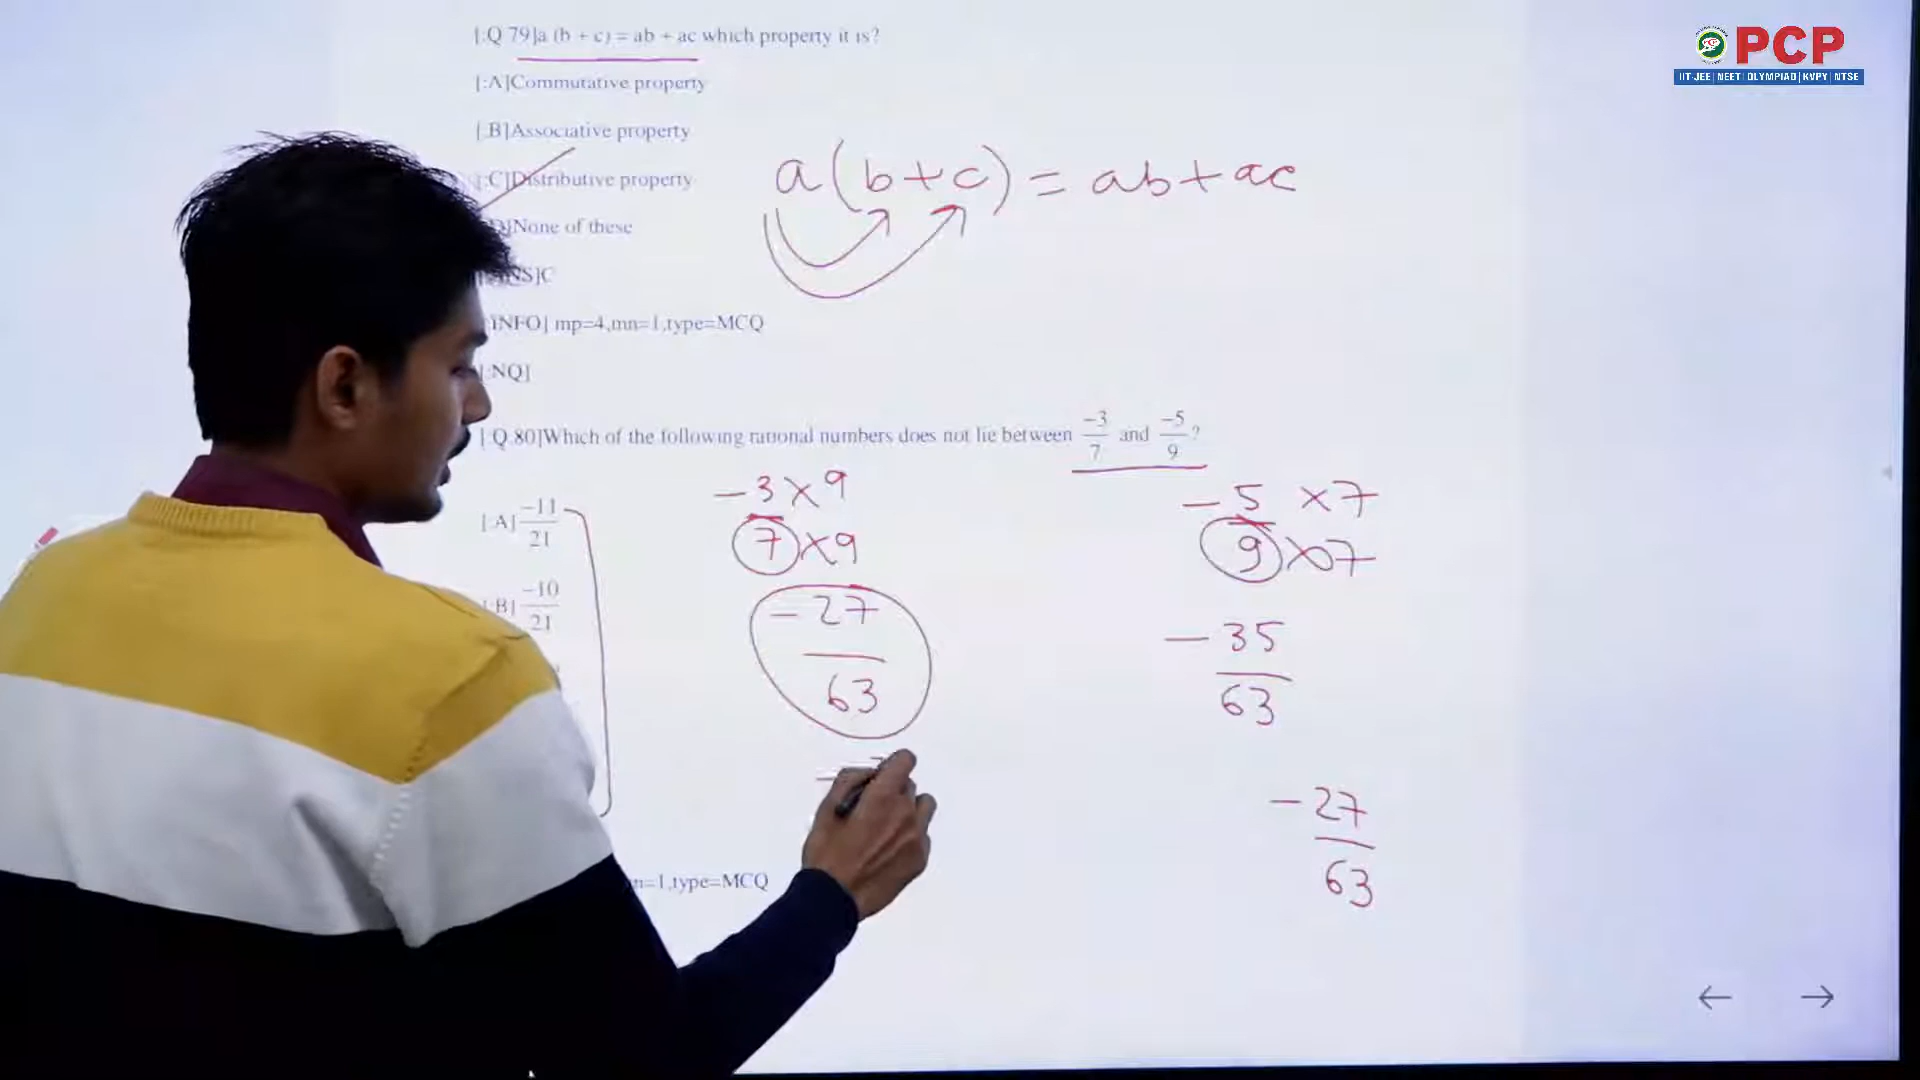 PCP
IIT-JEE | NEET | OLYMPIAD | KVPY | NTSE
[:Q 79]a (b + c) = ab + ac which property it is?
[:A]Commutative property
[:B]Associative property
[:C]Distributive property
]None of these
]C
INFO] mp=4,mn=1,type=MCQ
[:NQ]
a(b+c) = ab+ac
[:Q.80]Which of the following rational numbers does not lie between -3/7 and -5/9?
[:A] -11/21
[:B] -10/21
-3×9
7×9
-27
63
-5 ×7
9×7
-35
63
-27
63
=1,type=MCQ